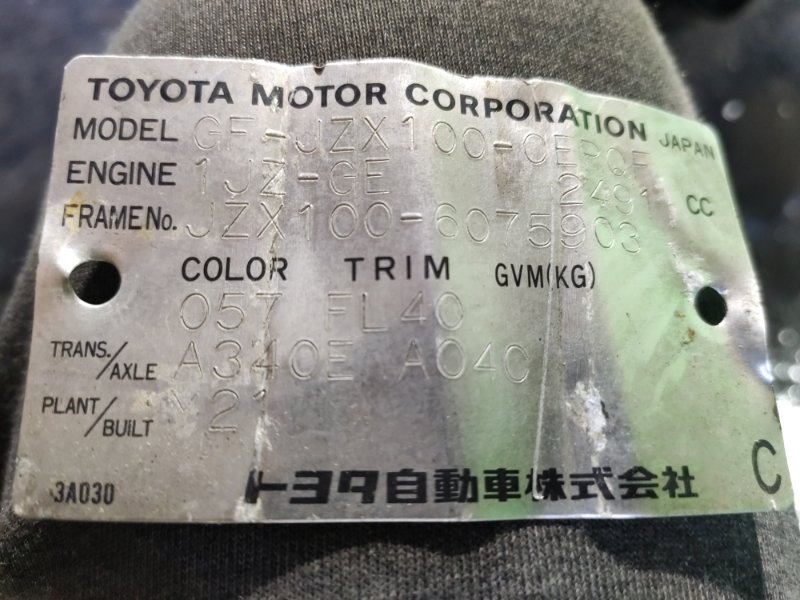 TOYOTA MOTOR CORPORATION JAPAN
MODEL GF-JZX100-
ENGINE 1JZ-GE 2491 CC
FRAME No. JZX100-6075903
COLOR TRIM GVM(KG)
057 FL40
TRANS./AXLE A340E A04C
PLANT/BUILT
3A030 トヨタ自動車株式会社 C